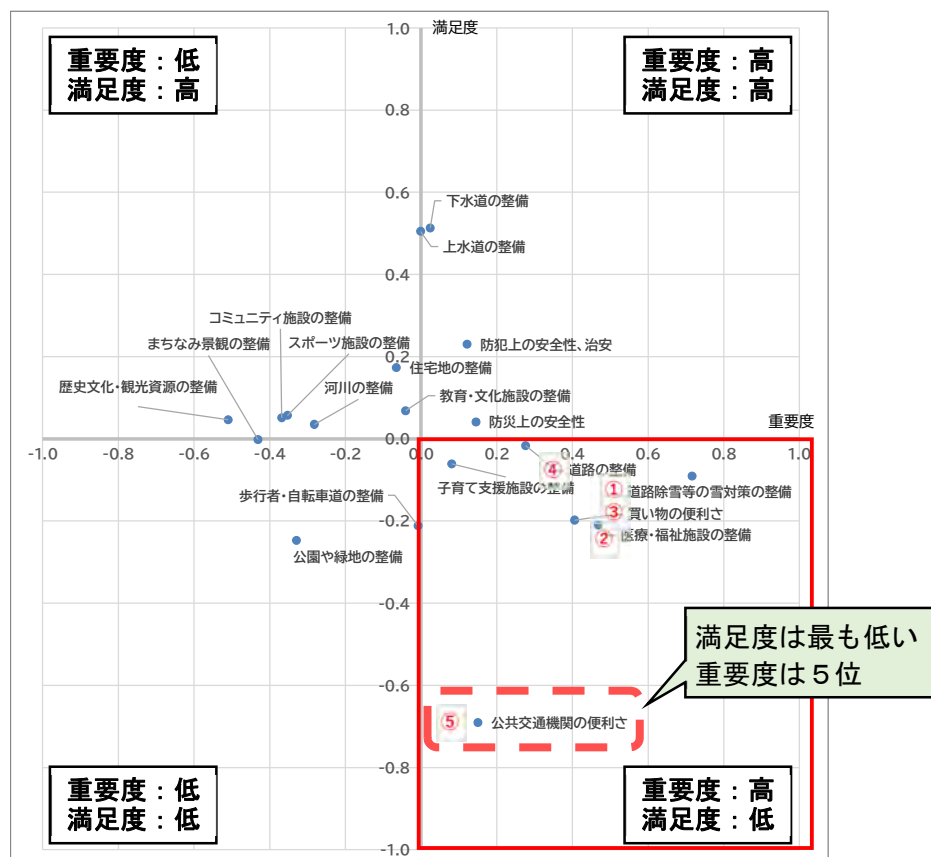 満足度
1.0
重要度：低
満足度：高
重要度：高
満足度：高
0.8
0.6
下水道の整備
0.4
上水道の整備
コミュニティ施設の整備
まちなみ景観の整備
スポーツ施設の整備
防犯上の安全性、治安
0.2
住宅地の整備
歴史文化・観光資源の整備
河川の整備
教育・文化施設の整備
防災上の安全性
重要度
0.0
-1.0
-0.8
-0.6
-0.4
-0.2
0.0
0.2
0.4
0.6
0.8
1.0
④
道路の整備
子育て支援施設の整備
①
道路除雪等の雪対策の整備
歩行者・自転車道の整備
③
買い物の便利さ
-0.2
②
医療・福祉施設の整備
公園や緑地の整備
-0.4
満足度は最も低い
重要度は５位
-0.6
⑤
公共交通機関の便利さ
-0.8
重要度：低
満足度：低
重要度：高
満足度：低
-1.0